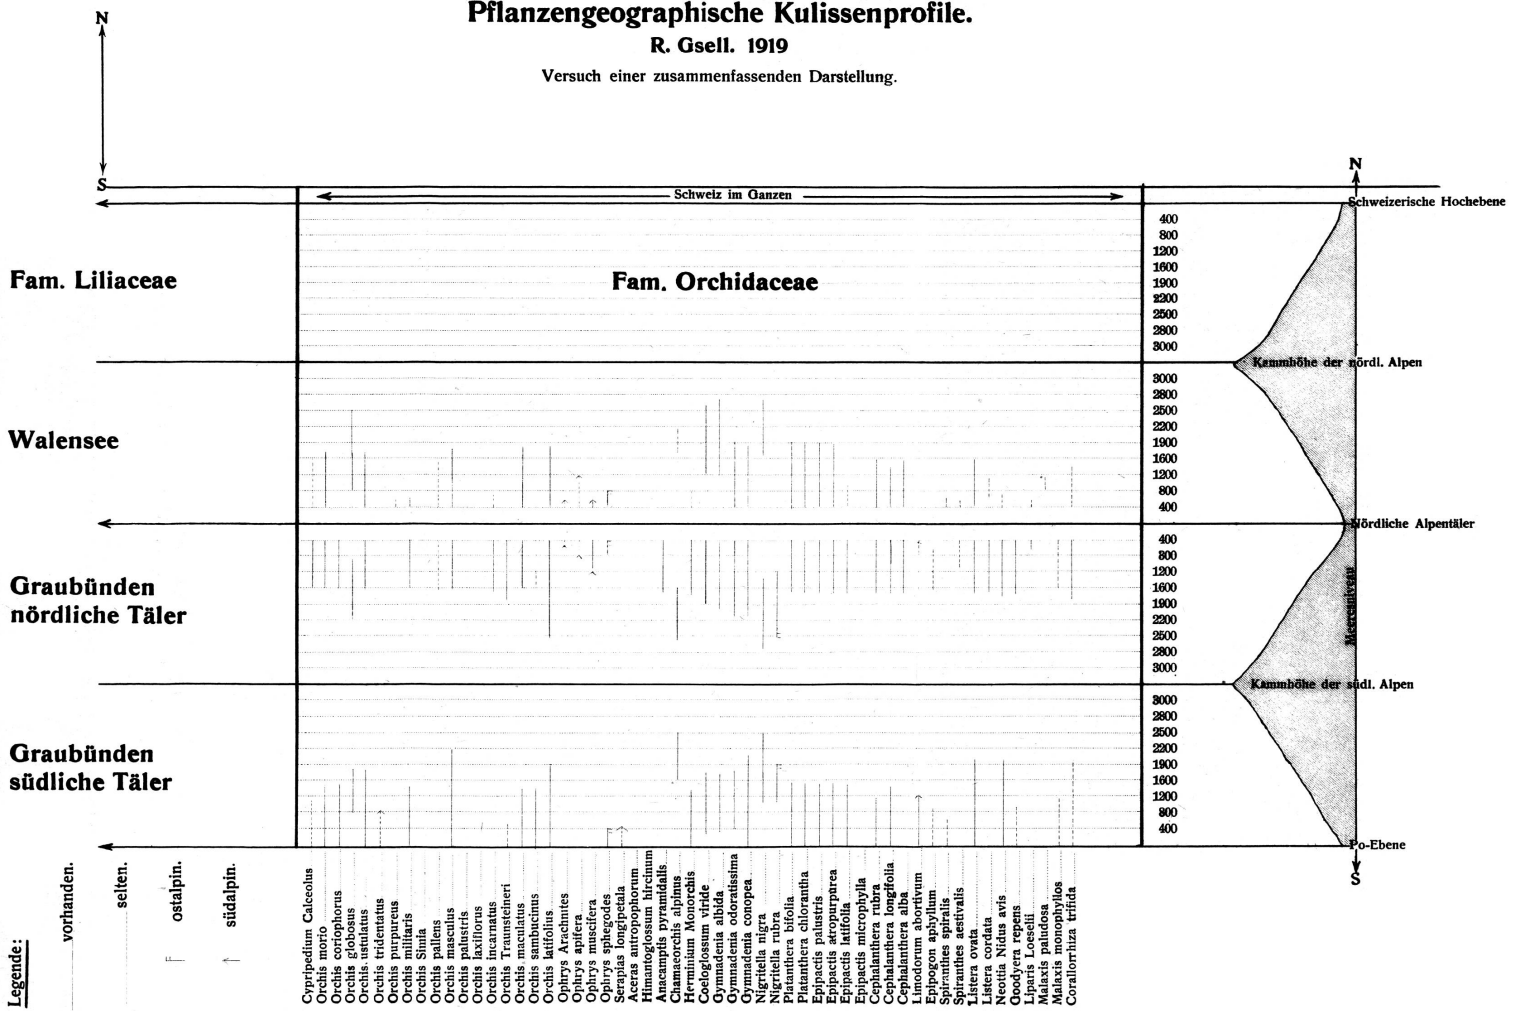 Pflanzengeographische Kulissenprofile.
R. Gsell. 1919
Versuch einer zusammenfassenden Darstellung.
N
S
N
Schweiz im Ganzen
Schweizerische Hochebene
400
800
1200
1600
1900
2200
2500
2800
3000
Fam. Liliaceae
Fam. Orchidaceae
Kammhöhe der nördl. Alpen
3000
2800
2500
2200
1900
1600
1200
800
400
Walensee
Nördliche Alpentäler
400
800
1200
1600
1900
2200
2500
2800
3000
Graubünden
nördliche Täler
Meeresniveau
Kammhöhe der südl. Alpen
3000
2800
2500
2200
1900
1600
1200
800
400
Graubünden
südliche Täler
Po-Ebene
S
Legende:
vorhanden.
selten.
ostalpin.
südalpin.
Cypripedium Calceolus
Orchis morio
Orchis coriophorus
Orchis globosus
Orchis ustulatus
Orchis tridentatus
Orchis purpureus
Orchis militaris
Orchis Simia
Orchis pallens
Orchis masculus
Orchis palustris
Orchis laxiflorus
Orchis incarnatus
Orchis Traunsteineri
Orchis maculatus
Orchis sambucinus
Orchis latifolius
Ophrys Arachnites
Ophrys apifera
Ophrys muscifera
Ophrys sphegodes
Serapias longipetala
Aceras antropophorum
Himantoglossum hircinum
Anacamptis pyramidalis
Chamaeorchis alpinus
Herminium Monorchis
Coeloglossum viride
Gymnadenia albida
Gymnadenia odoratissima
Gymnadenia conopea
Nigritella nigra
Nigritella rubra
Platanthera bifolia
Platanthera chlorantha
Epipactis palustris
Epipactis atropurpurea
Epipactis latifolia
Epipactis microphylla
Cephalanthera rubra
Cephalanthera longifolia
Cephalanthera alba
Limodorum abortivum
Epipogon aphyllum
Spiranthes spiralis
Spiranthes aestivalis
Listera ovata
Listera cordata
Neottia Nidus avis
Goodyera repens
Liparis Loeselii
Malaxis paludosa
Malaxis monophyllos
Corallorrhiza trifida